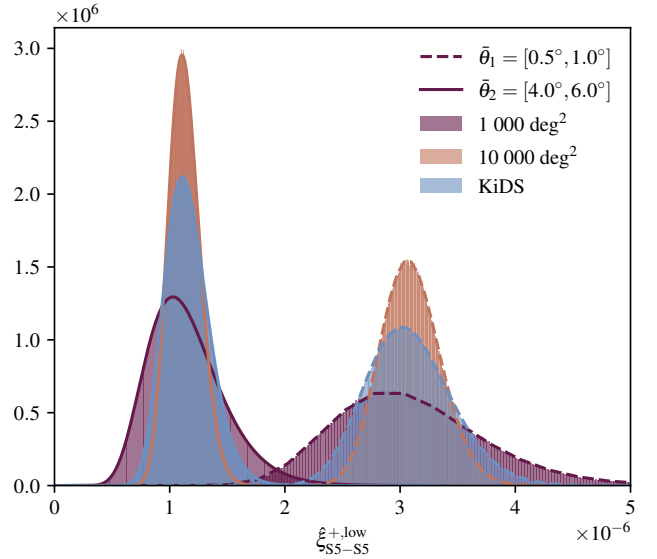 ×10⁶
3.0
2.5
2.0
1.5
1.0
0.5
0.0
θ̄₁ = [0.5°, 1.0°]
θ̄₂ = [4.0°, 6.0°]
1 000 deg²
10 000 deg²
KiDS
0 1 2 3 4 5
×10⁻⁶
ξ̂⁺,ˡᵒʷ S5−S5